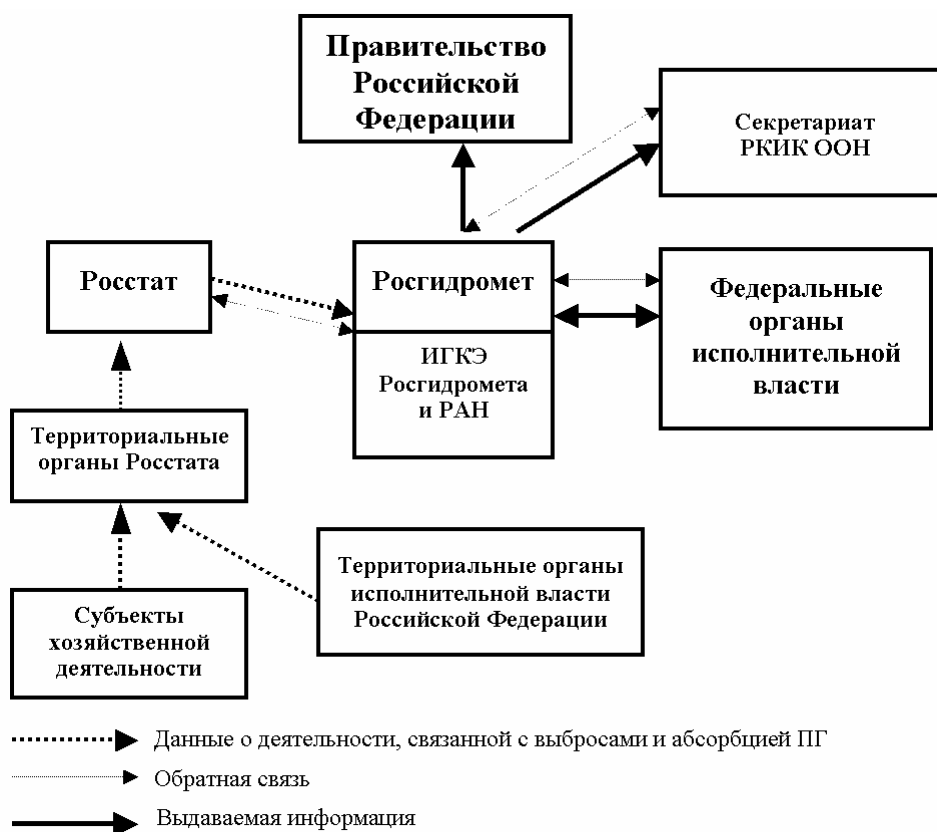 Правительство
Российской
Федерации
Секретариат
РКИК ООН
Росстат
Росгидромет
Федеральные
органы
исполнительной
власти
ИГКЭ
Росгидромета
и РАН
Территориальные
органы Росстата
Территориальные органы
исполнительной власти
Российской Федерации
Субъекты
хозяйственной
деятельности
Данные о деятельности, связанной с выбросами и абсорбцией ПГ
Обратная связь
Выдаваемая информация